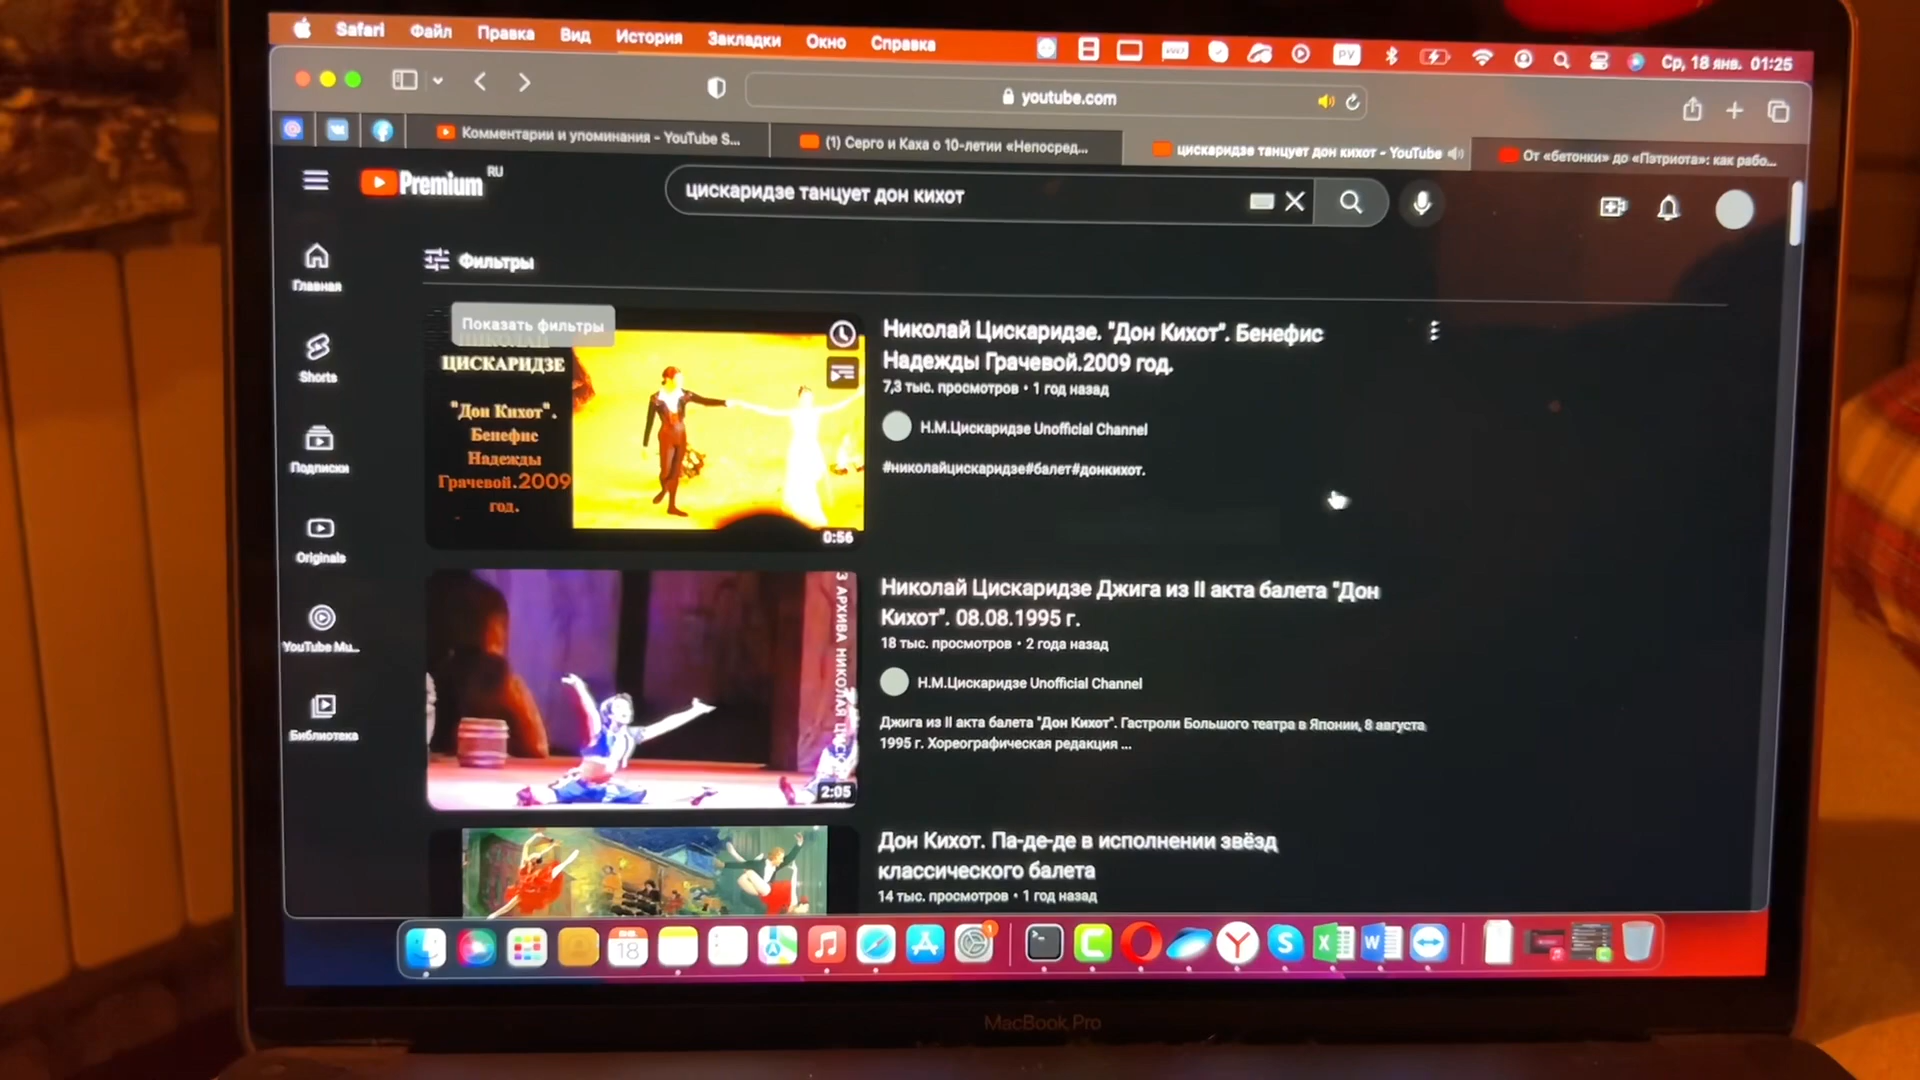 Safari Файл Правка Вид История Закладки Окно Справка РУ Ср, 18 янв. 01:25
youtube.com
Комментарии и упоминания - YouTube S...
(1) Серго и Каха о 10-летии «Непосред...
цискаридзе танцует дон кихот - YouTube
От «бетонки» до «Пэтриота»: как рабо...
Premium RU
цискаридзе танцует дон кихот
Фильтры
Показать фильтры
Главная
Shorts
Подписки
Originals
YouTube Mu...
Библиотека
ЦИСКАРИДЗЕ
"Дон Кихот".
Бенефис
Надежды
Грачевой.2009
год.
0:56
Николай Цискаридзе. "Дон Кихот". Бенефис
Надежды Грачевой.2009 год.
7,3 тыс. просмотров • 1 год назад
Н.М.Цискаридзе Unofficial Channel
#николайцискаридзе#балет#донкихот.
2:05
Николай Цискаридзе Джига из II акта балета "Дон
Кихот". 08.08.1995 г.
18 тыс. просмотров • 2 года назад
Н.М.Цискаридзе Unofficial Channel
Джига из II акта балета "Дон Кихот". Гастроли Большого театра в Японии, 8 августа
1995 г. Хореографическая редакция ...
Дон Кихот. Па-де-де в исполнении звёзд
классического балета
14 тыс. просмотров • 1 год назад
18
MacBook Pro